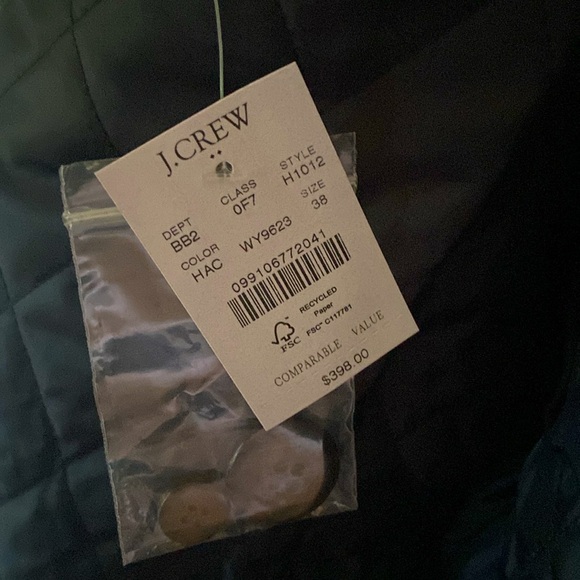 J.CREW
DEPT CLASS STYLE
BB2 0F7 H1012
COLOR SIZE
HAC WY9623 38
099106772041
FSC
RECYCLED
Paper
FSC® C117781
COMPARABLE VALUE
$398.00